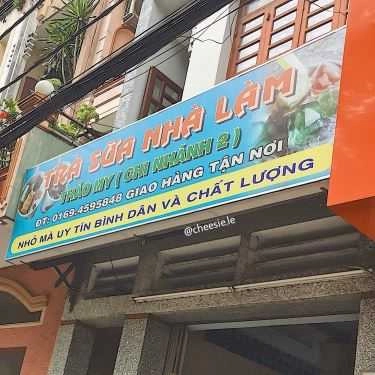 TRÀ SỮA NHÀ LÀM
THẢO MY ( CHI NHÁNH 2 )
ĐT: 0169.4595848 GIAO HÀNG TẬN NƠI
NHỎ MÀ UY TÍN BÌNH DÂN VÀ CHẤT LƯỢNG
@cheesie.le